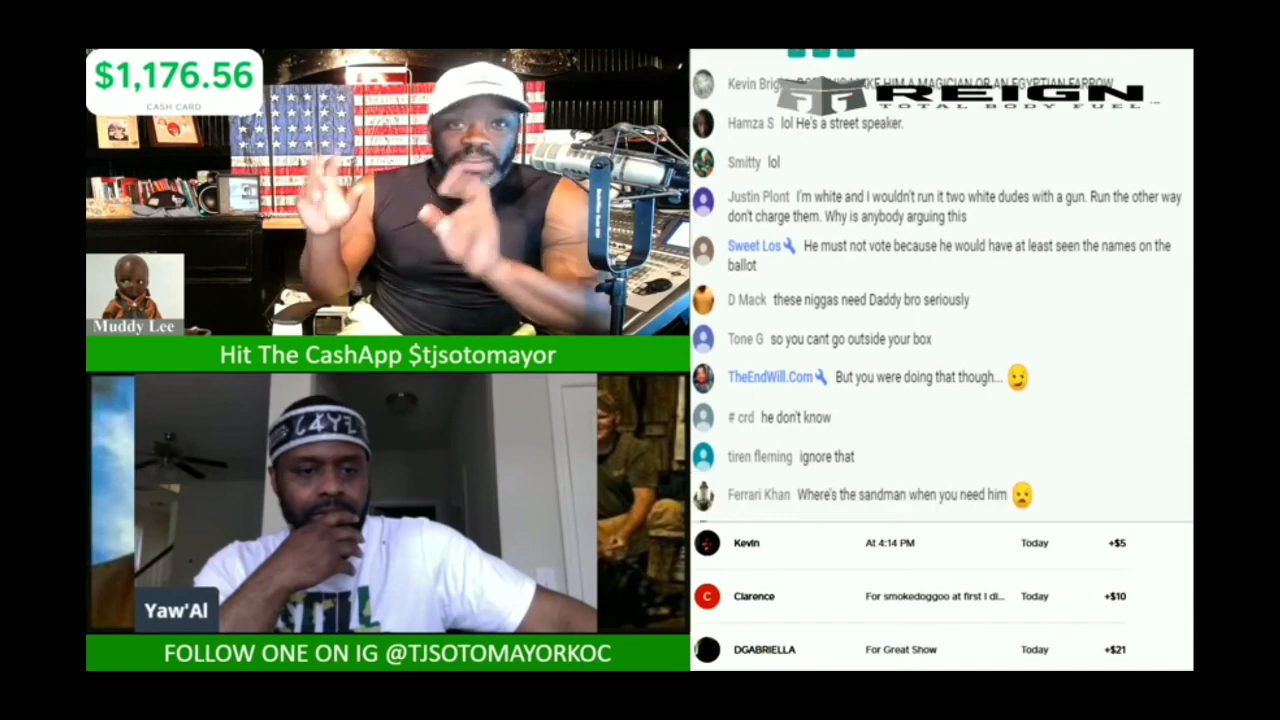 $1,176.56
CASH CARD
Muddy Lee
Hit The CashApp $tjsotomayor
Yaw'Al
FOLLOW ONE ON IG @TJSOTOMAYORKOC
REIGN
TOTAL BODY FUEL
Kevin
HIM A MAGICIAN OR AN EGYPTIAN FARROW
Hamza S lol He's a street speaker.
Smitty lol
Justin Plont I'm white and I wouldn't run it two white dudes with a gun. Run the other way
don't charge them. Why is anybody arguing this
Sweet Los He must not vote because he would have at least seen the names on the
ballot
D Mack these niggas need Daddy bro seriously
Tone G so you cant go outside your box
TheEndWill.Com But you were doing that though...
# crd he don't know
tiren fleming ignore that
Ferrari Khan Where's the sandman when you need him
Kevin At 4:14 PM Today +$5
C Clarence For smokedoggoo at first I di... Today +$10
DGABRIELLA For Great Show Today +$21